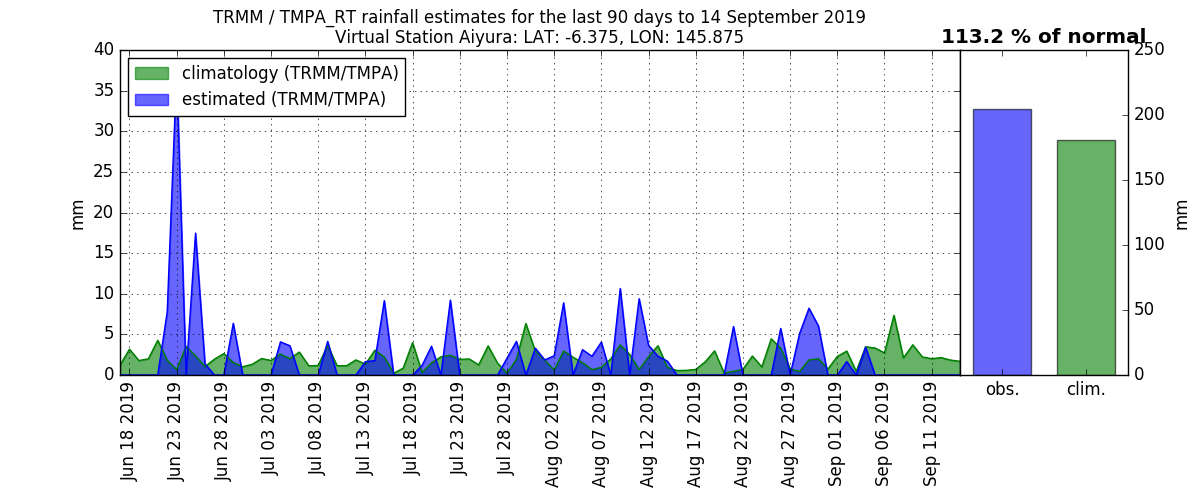 TRMM / TMPA_RT rainfall estimates for the last 90 days to 14 September 2019
Virtual Station Aiyura: LAT: -6.375, LON: 145.875
113.2 % of normal
climatology (TRMM/TMPA)
estimated (TRMM/TMPA)
40
35
30
25
20
15
10
5
0
mm
Jun 18 2019
Jun 23 2019
Jun 28 2019
Jul 03 2019
Jul 08 2019
Jul 13 2019
Jul 18 2019
Jul 23 2019
Jul 28 2019
Aug 02 2019
Aug 07 2019
Aug 12 2019
Aug 17 2019
Aug 22 2019
Aug 27 2019
Sep 01 2019
Sep 06 2019
Sep 11 2019
250
200
150
100
50
0
mm
obs.
clim.